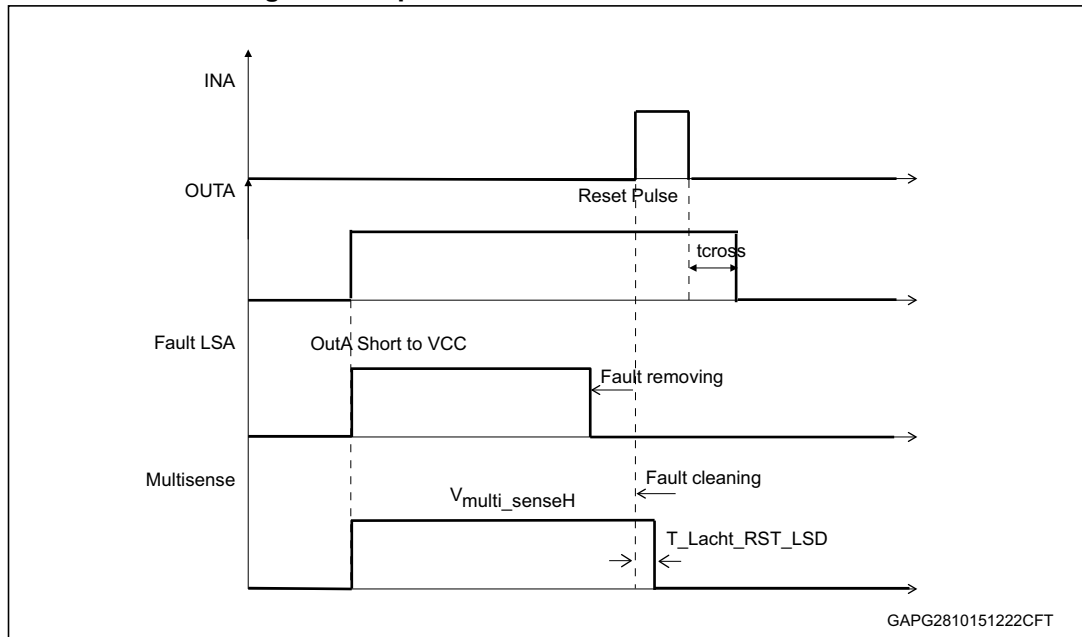 INA
OUTA
Reset Pulse
tcross
Fault LSA
OutA Short to VCC
Fault removing
Multisense
Fault cleaning
Vmulti_senseH
T_Lacht_RST_LSD
GAPG2810151222CFT